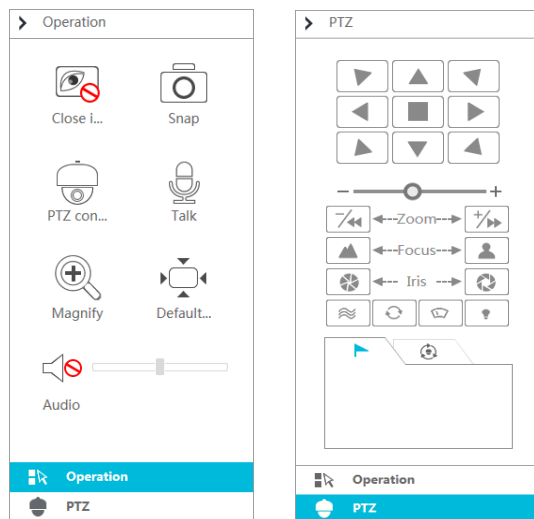 Operation
Close i...
Snap
PTZ con...
Talk
Magnify
Default...
Audio
Operation
PTZ
PTZ
Zoom
Focus
Iris
Operation
PTZ